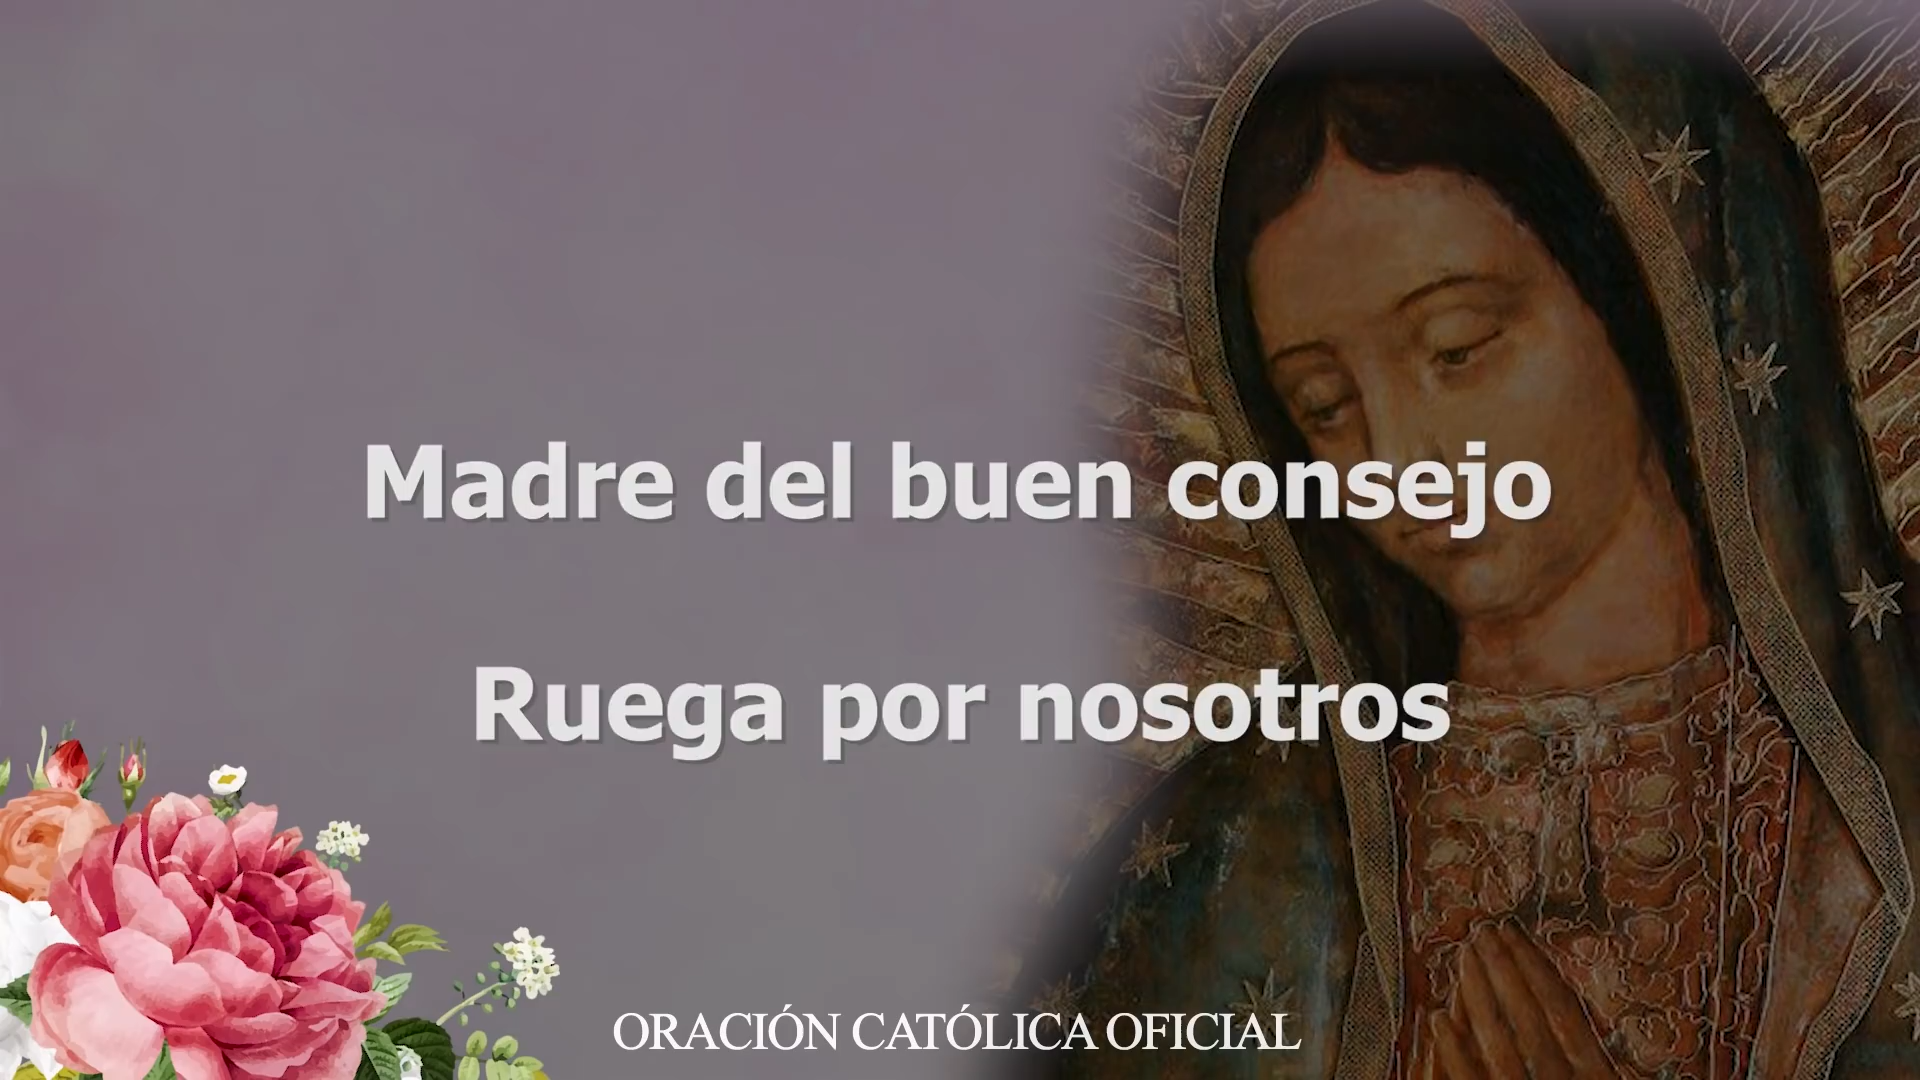 Madre del buen consejo
Ruega por nosotros
ORACIÓN CATÓLICA OFICIAL